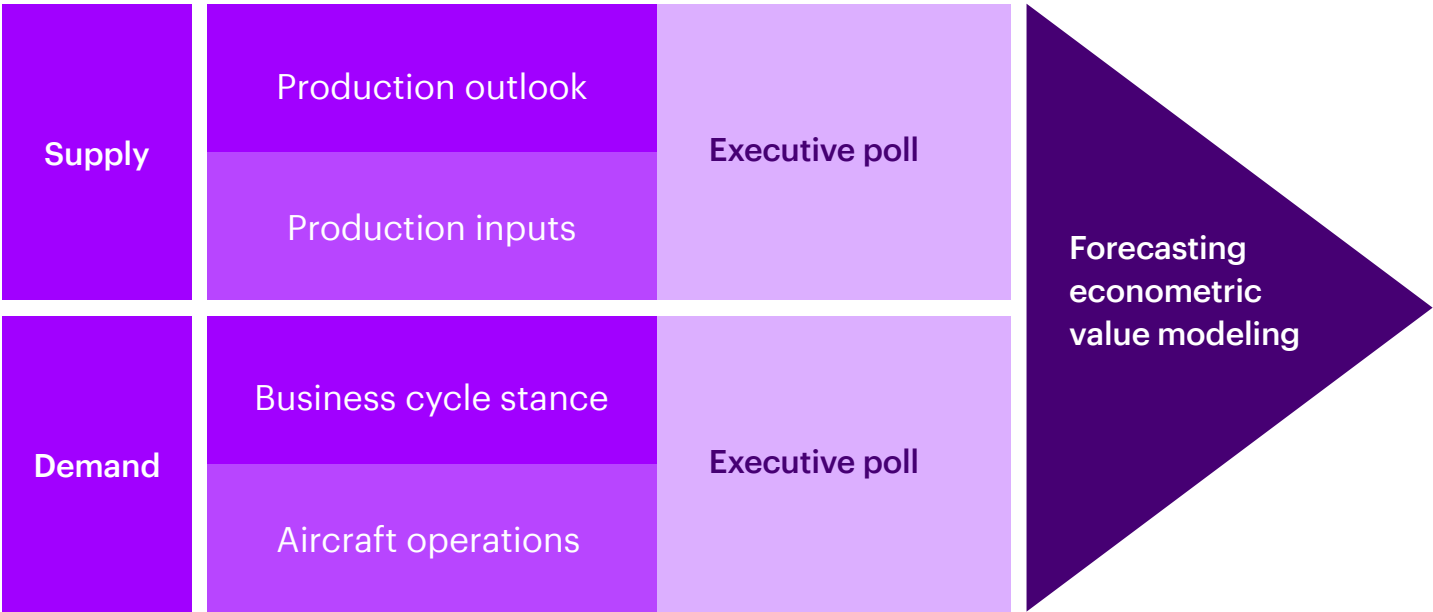 Supply
Production outlook
Production inputs
Executive poll
Demand
Business cycle stance
Aircraft operations
Executive poll
Forecasting
econometric
value modeling